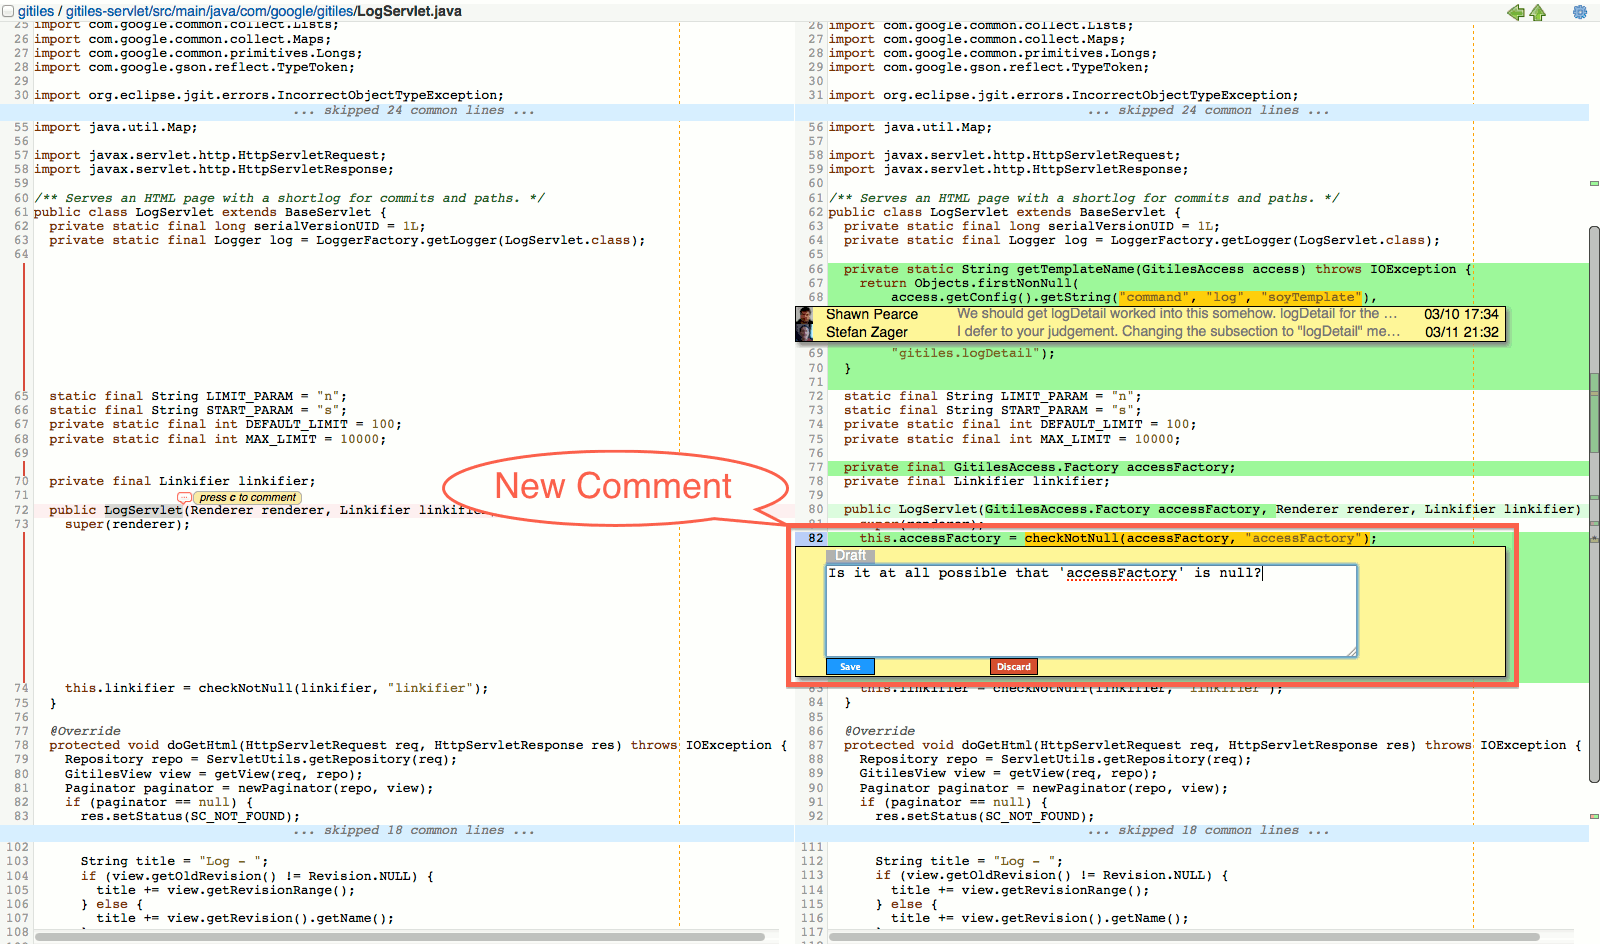 gitiles / gitiles-servlet/src/main/java/com/google/gitiles/LogServlet.java
25 import com.google.common.collect.Lists;
26 import com.google.common.collect.Maps;
27 import com.google.common.primitives.Longs;
28 import com.google.gson.reflect.TypeToken;
29
30 import org.eclipse.jgit.errors.IncorrectObjectTypeException;
... skipped 24 common lines ...
55 import java.util.Map;
56
57 import javax.servlet.http.HttpServletRequest;
58 import javax.servlet.http.HttpServletResponse;
59
60 /** Serves an HTML page with a shortlog for commits and paths. */
61 public class LogServlet extends BaseServlet {
62 private static final long serialVersionUID = 1L;
63 private static final Logger log = LoggerFactory.getLogger(LogServlet.class);
64
65 static final String LIMIT_PARAM = "n";
66 static final String START_PARAM = "s";
67 private static final int DEFAULT_LIMIT = 100;
68 private static final int MAX_LIMIT = 10000;
69
70 private final Linkifier linkifier;
71 press c to comment
72 public LogServlet(Renderer renderer, Linkifier linkifier,
73 super(renderer);
74 this.linkifier = checkNotNull(linkifier, "linkifier");
75 }
76
77 @Override
78 protected void doGetHtml(HttpServletRequest req, HttpServletResponse res) throws IOException {
79 Repository repo = ServletUtils.getRepository(req);
80 GitilesView view = getView(req, repo);
81 Paginator paginator = newPaginator(repo, view);
82 if (paginator == null) {
83 res.setStatus(SC_NOT_FOUND);
... skipped 18 common lines ...
102
103 String title = "Log - ";
104 if (view.getOldRevision() != Revision.NULL) {
105 title += view.getRevisionRange();
106 } else {
107 title += view.getRevision().getName();
108 }
26 import com.google.common.collect.Lists;
27 import com.google.common.collect.Maps;
28 import com.google.common.primitives.Longs;
29 import com.google.gson.reflect.TypeToken;
30
31 import org.eclipse.jgit.errors.IncorrectObjectTypeException;
... skipped 24 common lines ...
56 import java.util.Map;
57
58 import javax.servlet.http.HttpServletRequest;
59 import javax.servlet.http.HttpServletResponse;
60
61 /** Serves an HTML page with a shortlog for commits and paths. */
62 public class LogServlet extends BaseServlet {
63 private static final long serialVersionUID = 1L;
64 private static final Logger log = LoggerFactory.getLogger(LogServlet.class);
65
66 private static String getTemplateName(GitilesAccess access) throws IOException {
67 return Objects.firstNonNull(
68 access.getConfig().getString("command", "log", "soyTemplate"),
Shawn Pearce We should get logDetail worked into this somehow. logDetail for the ... 03/10 17:34
Stefan Zager I defer to your judgement. Changing the subsection to "logDetail" me... 03/11 21:32
69 "gitiles.logDetail");
70 }
71
72 static final String LIMIT_PARAM = "n";
73 static final String START_PARAM = "s";
74 private static final int DEFAULT_LIMIT = 100;
75 private static final int MAX_LIMIT = 10000;
76
77 private final GitilesAccess.Factory accessFactory;
78 private final Linkifier linkifier;
79
New Comment
80 public LogServlet(GitilesAccess.Factory accessFactory, Renderer renderer, Linkifier linkifier)
81 super(renderer);
82 this.accessFactory = checkNotNull(accessFactory, "accessFactory");
Draft
Is it at all possible that 'accessFactory' is null?
Save Discard
83 this.linkifier = checkNotNull(linkifier, "linkifier");
84 }
85
86 @Override
87 protected void doGetHtml(HttpServletRequest req, HttpServletResponse res) throws IOException {
88 Repository repo = ServletUtils.getRepository(req);
89 GitilesView view = getView(req, repo);
90 Paginator paginator = newPaginator(repo, view);
91 if (paginator == null) {
92 res.setStatus(SC_NOT_FOUND);
... skipped 18 common lines ...
111
112 String title = "Log - ";
113 if (view.getOldRevision() != Revision.NULL) {
114 title += view.getRevisionRange();
115 } else {
116 title += view.getRevision().getName();
117 }